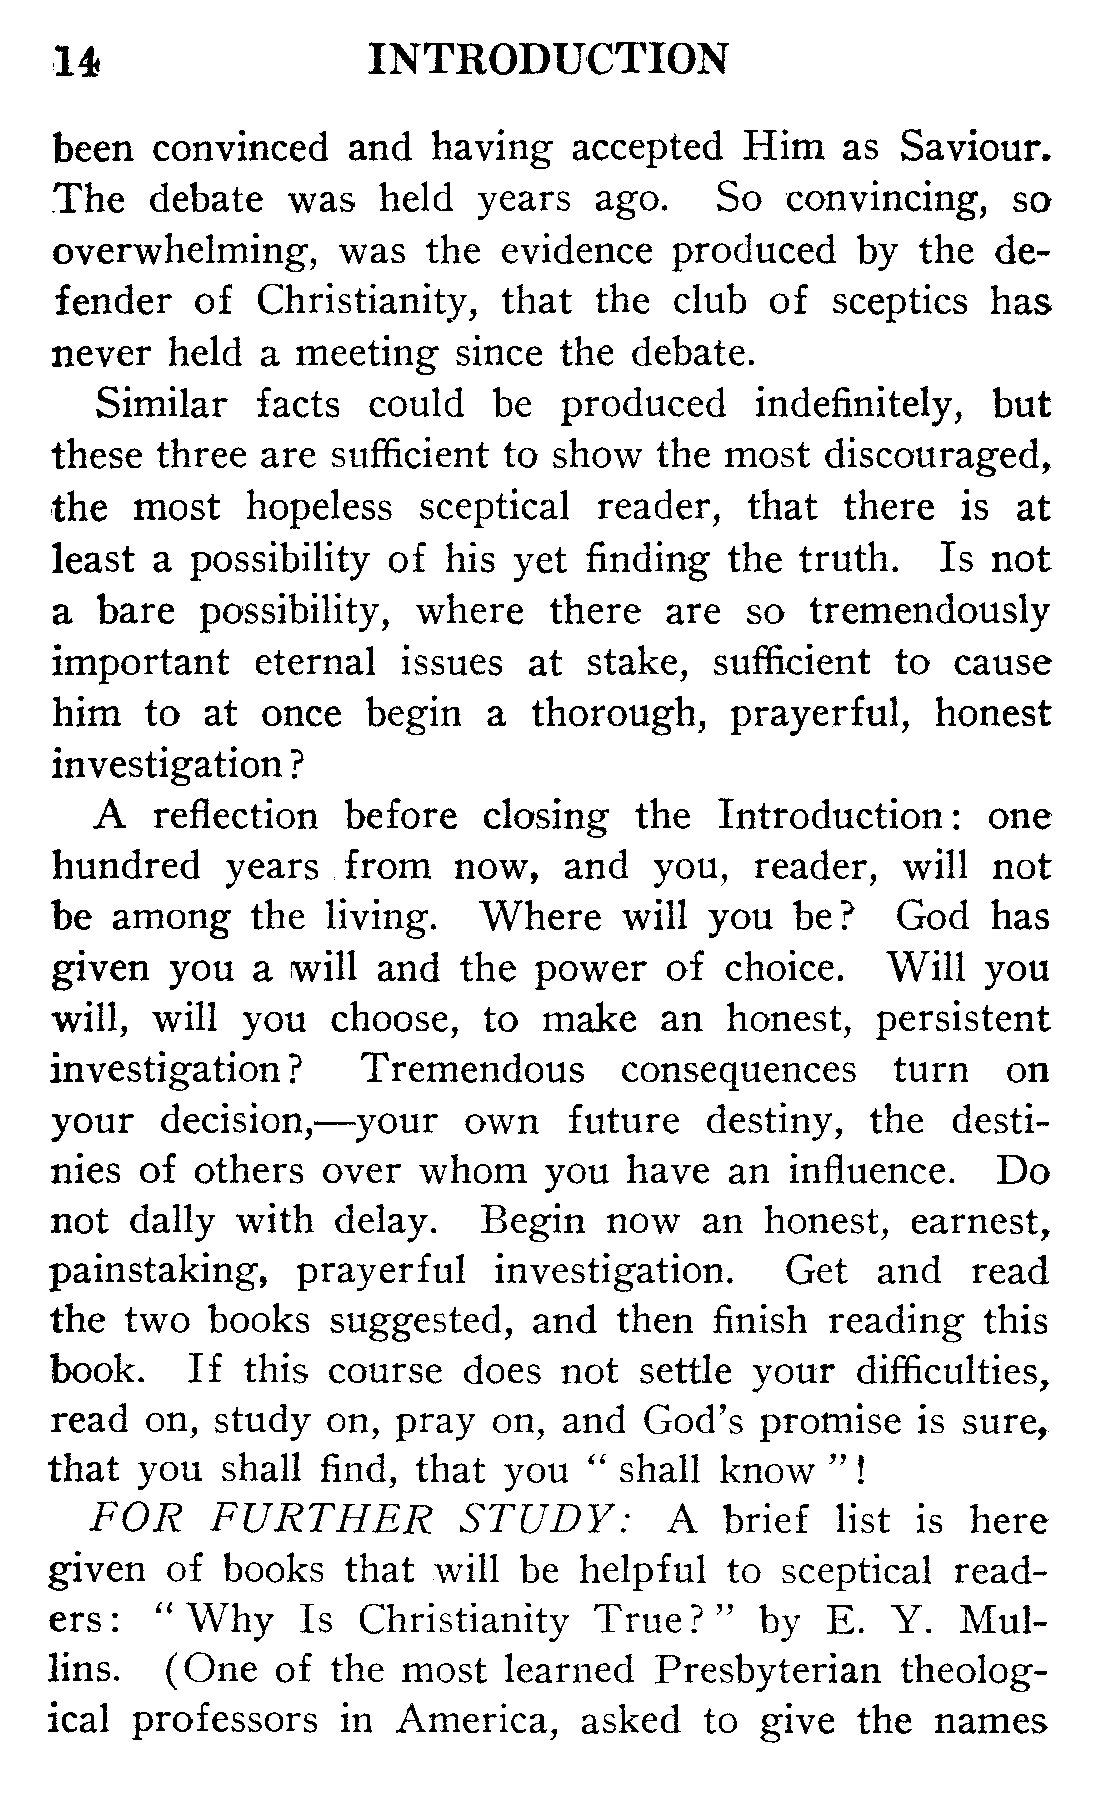 14 INTRODUCTION
been convinced and having accepted Him as Saviour.
The debate was held years ago. So convincing, so
overwhelming, was the evidence produced by the de-
fender of Christianity, that the club of sceptics has
never held a meeting since the debate.
Similar facts could be produced indefinitely, but
these three are sufficient to show the most discouraged,
the most hopeless sceptical reader, that there is at
least a possibility of his yet finding the truth. Is not
a bare possibility, where there are so tremendously
important eternal issues at stake, sufficient to cause
him to at once begin a thorough, prayerful, honest
investigation?
A reflection before closing the Introduction: one
hundred years from now, and you, reader, will not
be among the living. Where will you be? God has
given you a will and the power of choice. Will you
will, will you choose, to make an honest, persistent
investigation? Tremendous consequences turn on
your decision,—your own future destiny, the desti-
nies of others over whom you have an influence. Do
not dally with delay. Begin now an honest, earnest,
painstaking, prayerful investigation. Get and read
the two books suggested, and then finish reading this
book. If this course does not settle your difficulties,
read on, study on, pray on, and God's promise is sure,
that you shall find, that you "shall know"!
FOR FURTHER STUDY: A brief list is here
given of books that will be helpful to sceptical read-
ers: "Why Is Christianity True?" by E. Y. Mul-
lins. (One of the most learned Presbyterian theolog-
ical professors in America, asked to give the names